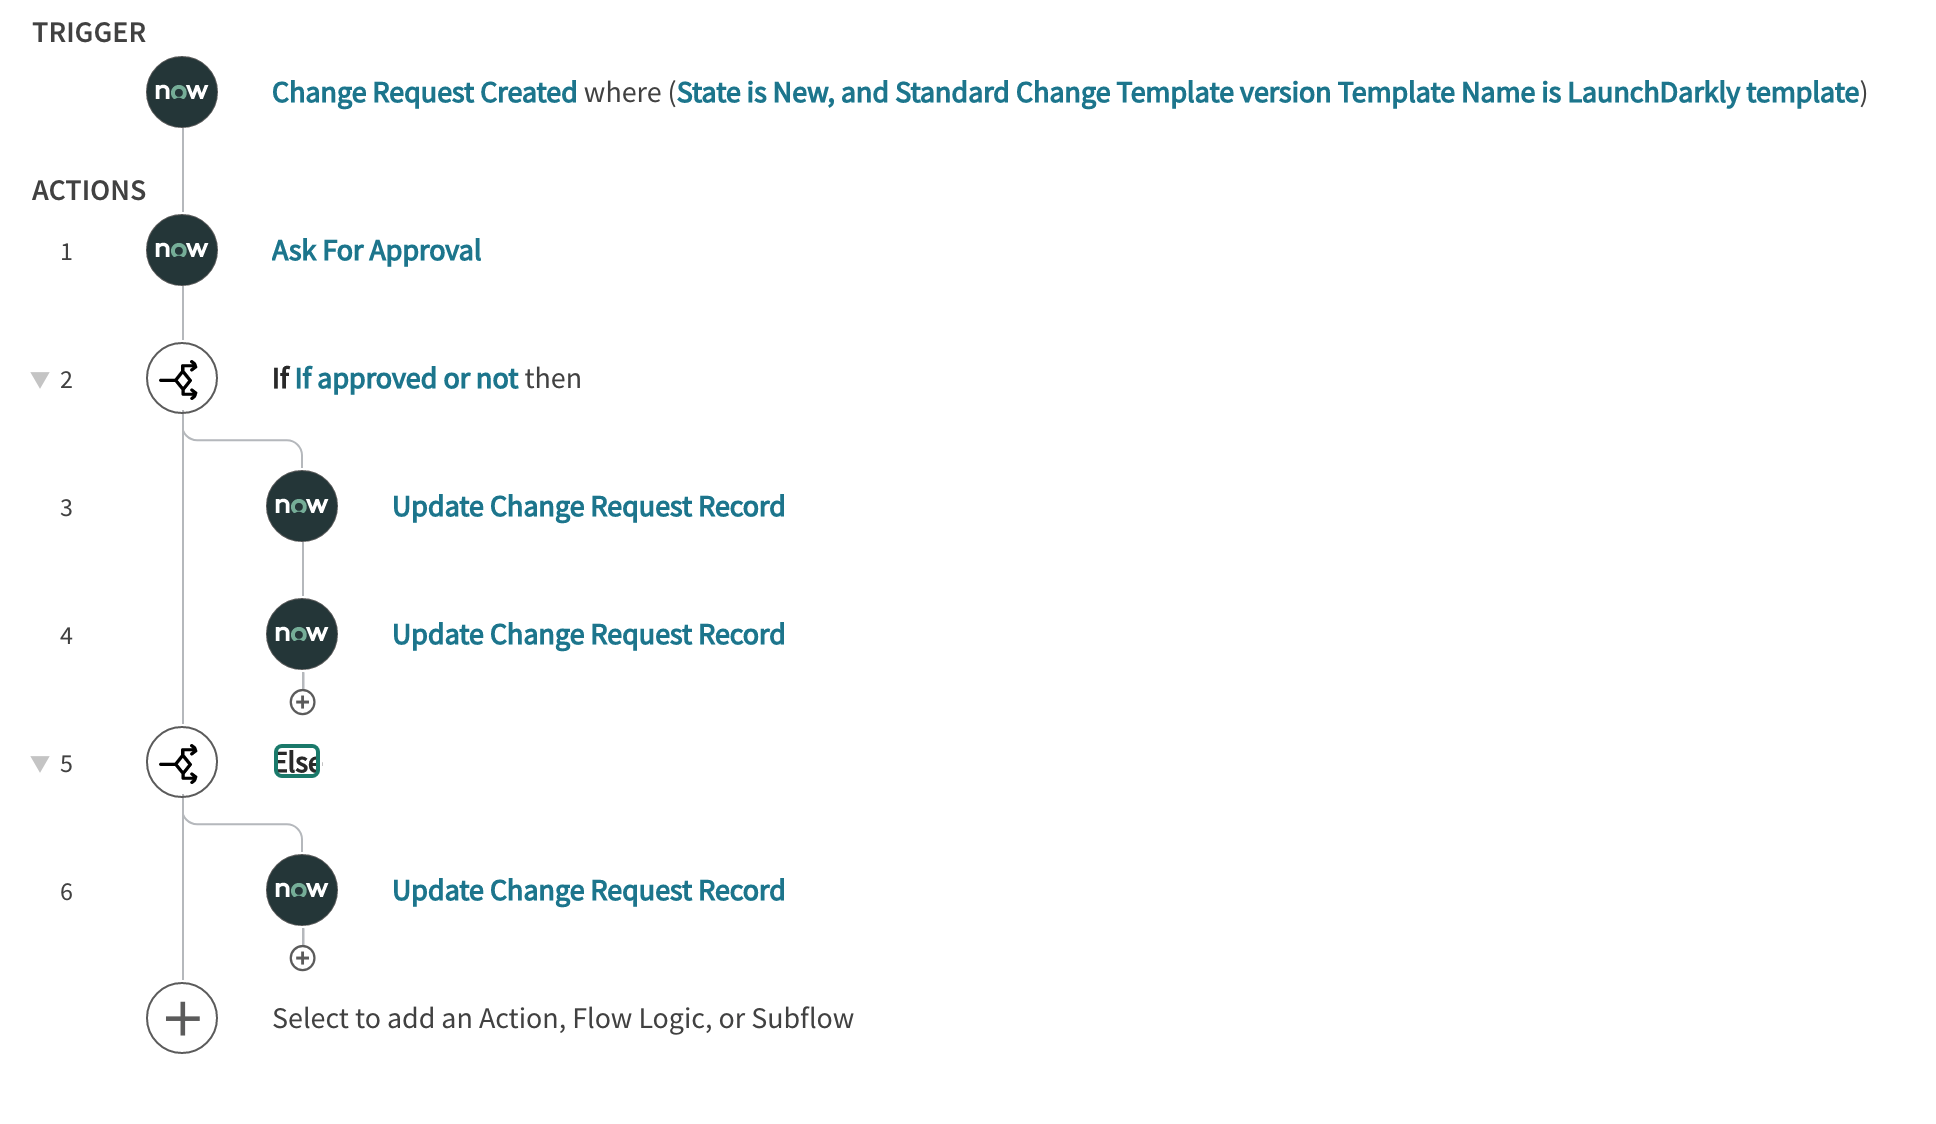 TRIGGER
now
Change Request Created where (State is New, and Standard Change Template version Template Name is LaunchDarkly template)
ACTIONS
1 now Ask For Approval
2 If If approved or not then
3 now Update Change Request Record
4 now Update Change Request Record
5 Else
6 now Update Change Request Record
Select to add an Action, Flow Logic, or Subflow